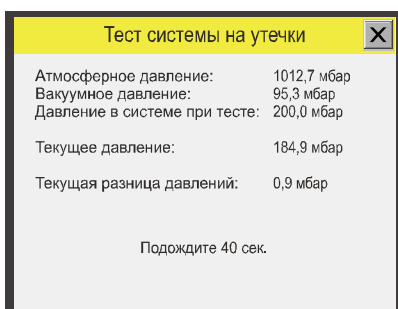 Тест системы на утечки
Атмосферное давление: 1012,7 мбар
Вакуумное давление: 95,3 мбар
Давление в системе при тесте: 200,0 мбар
Текущее давление: 184,9 мбар
Текущая разница давлений: 0,9 мбар
Подождите 40 сек.